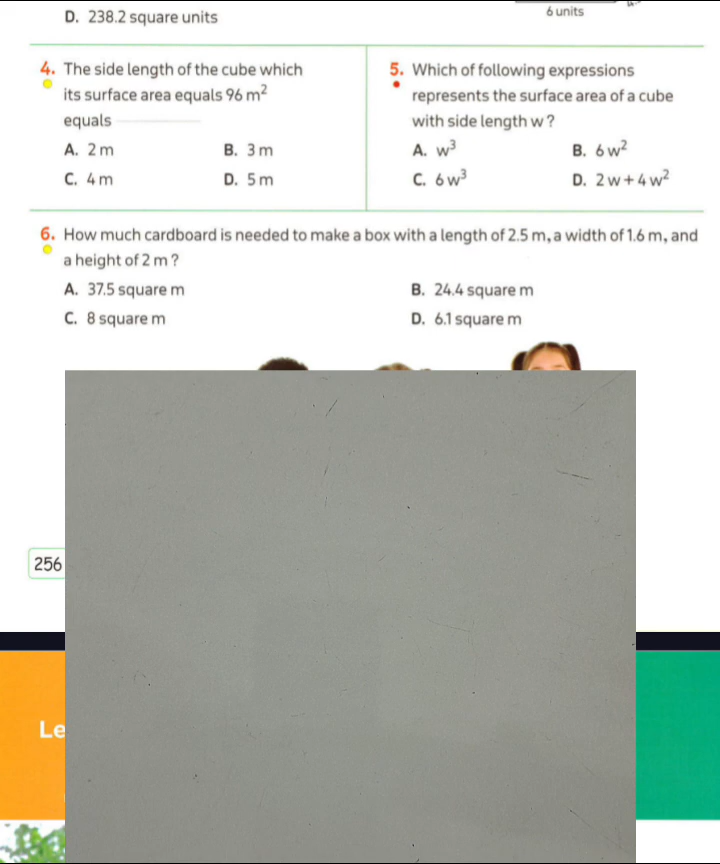 D. 238.2 square units
6 units
4. The side length of the cube which
its surface area equals 96 m²
equals
A. 2 m
B. 3 m
C. 4 m
D. 5 m
5. Which of following expressions
represents the surface area of a cube
with side length w ?
A. w³
B. 6 w²
C. 6 w³
D. 2 w + 4 w²
6. How much cardboard is needed to make a box with a length of 2.5 m, a width of 1.6 m, and
a height of 2 m ?
A. 37.5 square m
B. 24.4 square m
C. 8 square m
D. 6.1 square m
256
Le